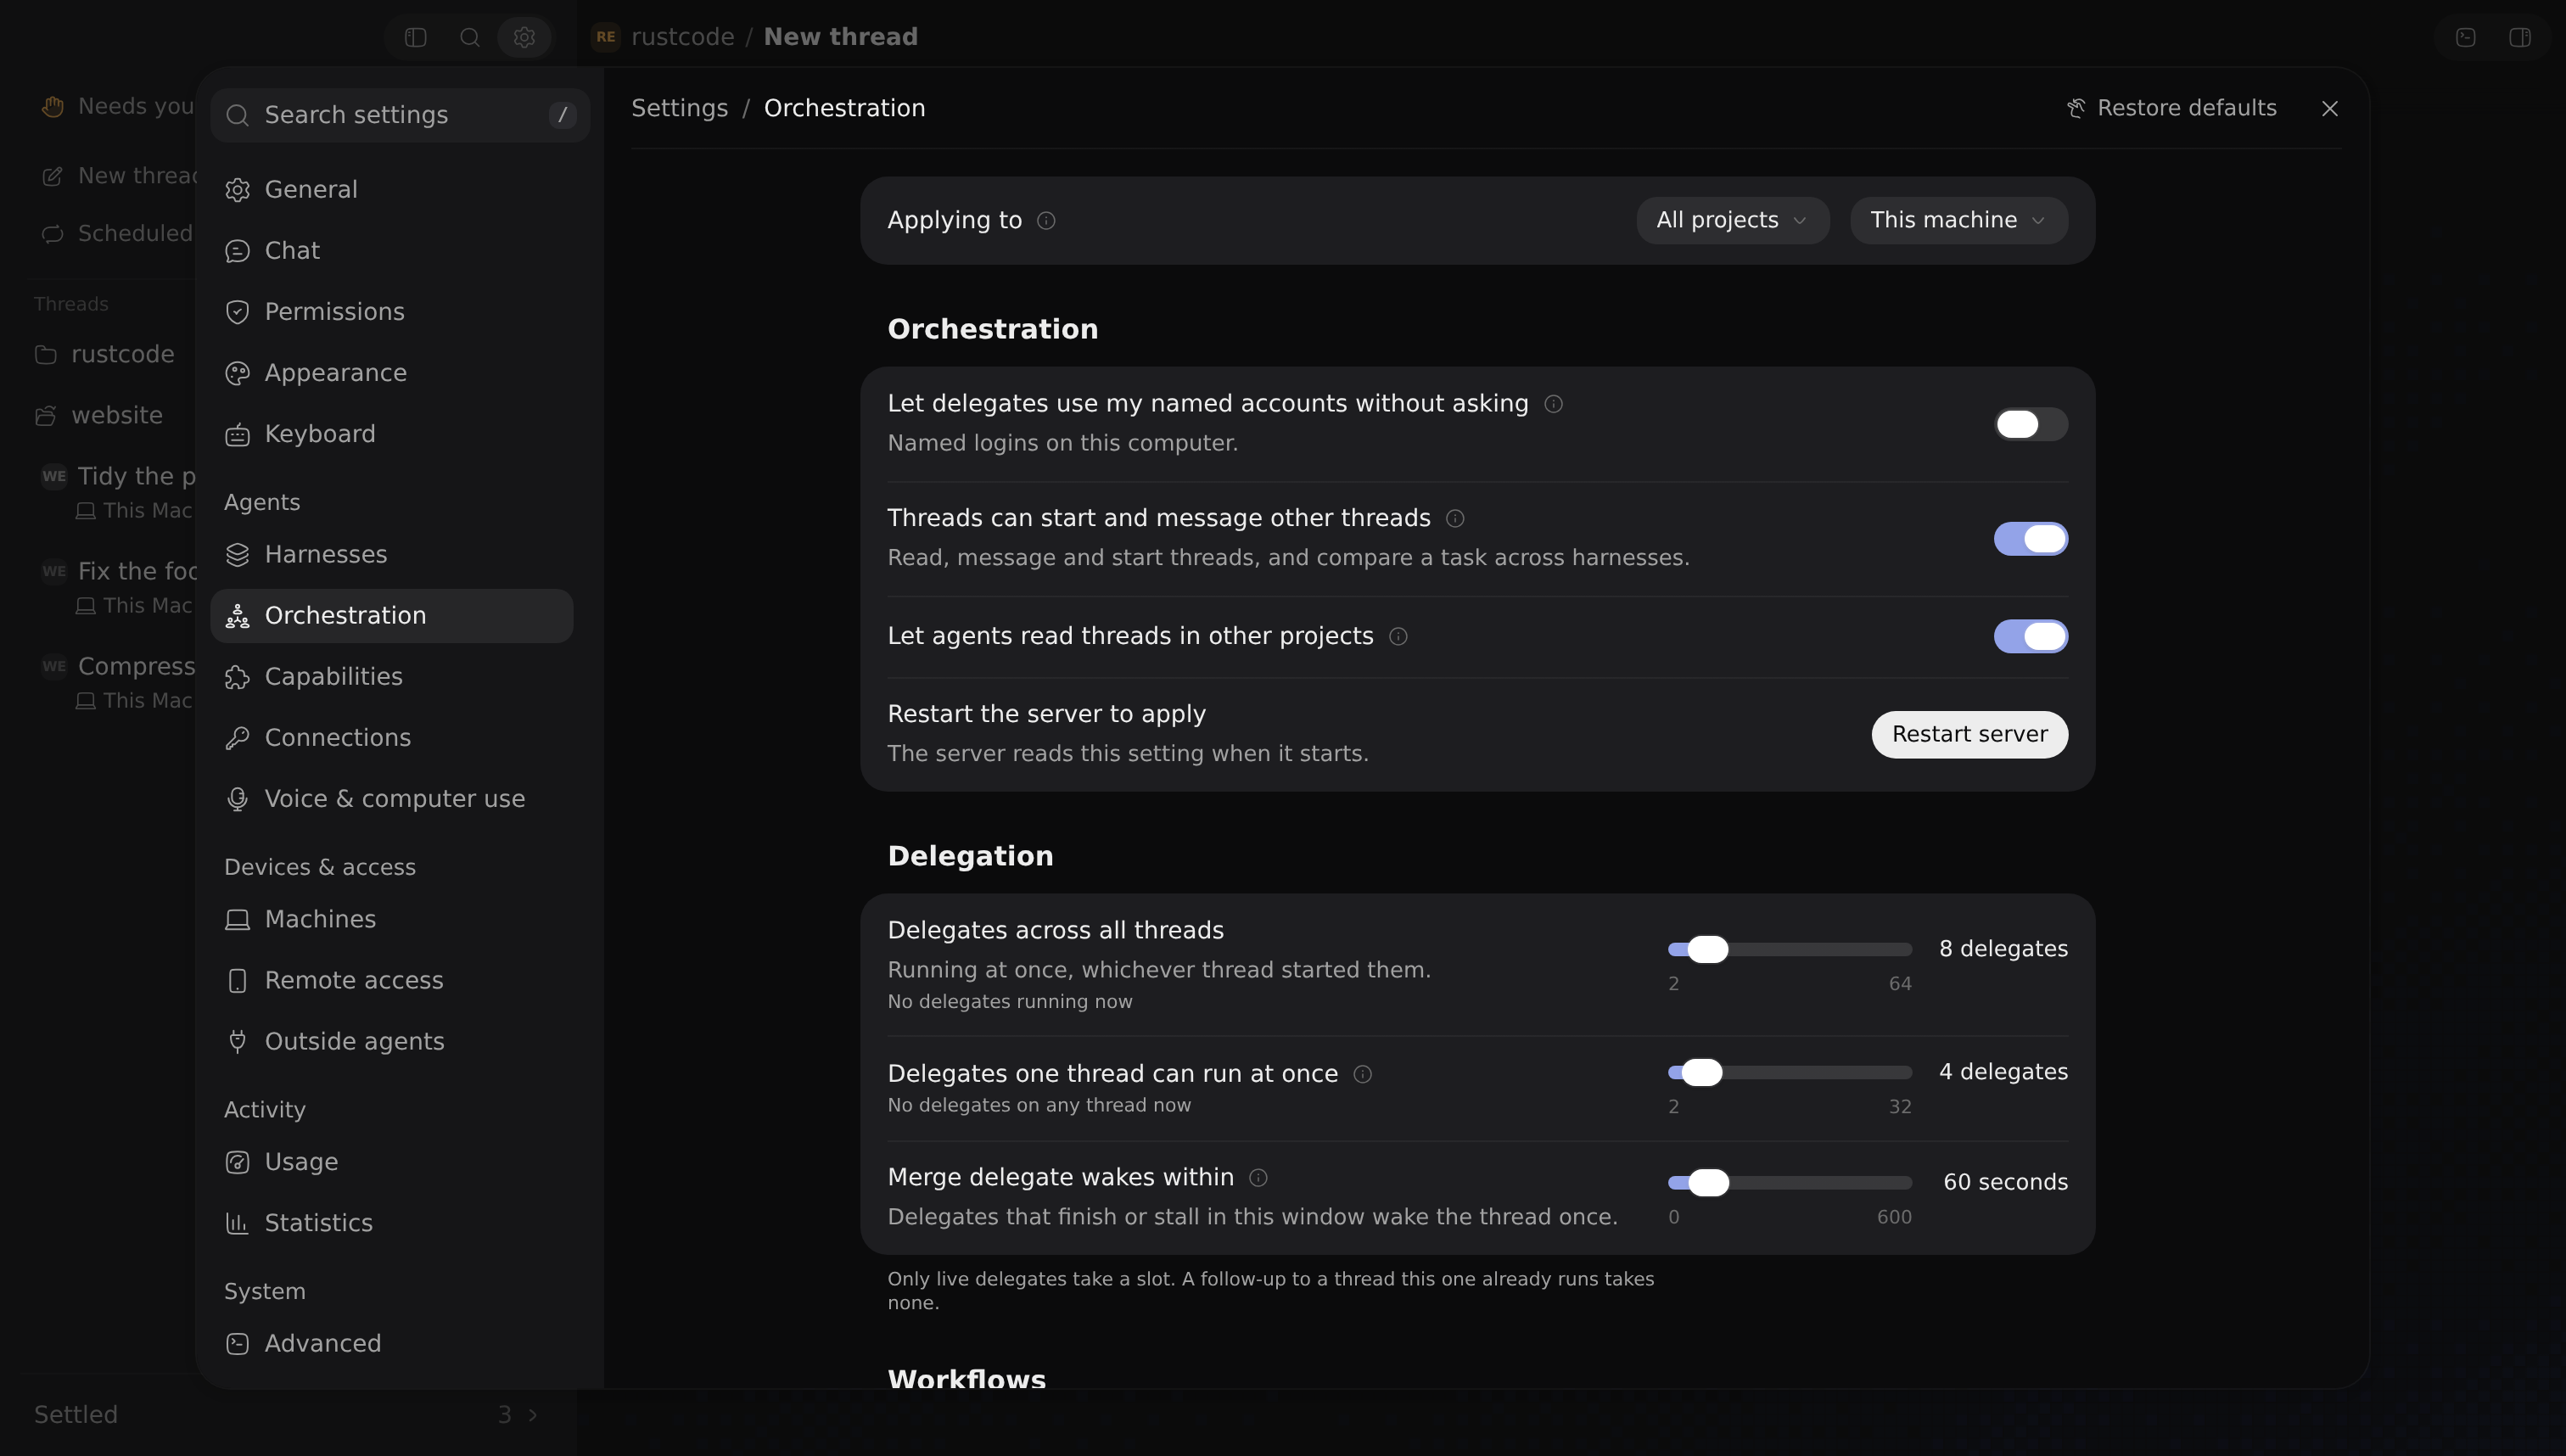 RE rustcode / New thread
Needs you
New thread
Scheduled
Threads
rustcode
website
WE Tidy the p
This Mac
WE Fix the foo
This Mac
WE Compress
This Mac
Settled 3
Search settings /
General
Chat
Permissions
Appearance
Keyboard
Agents
Harnesses
Orchestration
Capabilities
Connections
Voice & computer use
Devices & access
Machines
Remote access
Outside agents
Activity
Usage
Statistics
System
Advanced
Settings / Orchestration
Restore defaults
Applying to
All projects
This machine
Orchestration
Let delegates use my named accounts without asking
Named logins on this computer.
Threads can start and message other threads
Read, message and start threads, and compare a task across harnesses.
Let agents read threads in other projects
Restart the server to apply
The server reads this setting when it starts.
Restart server
Delegation
Delegates across all threads
Running at once, whichever thread started them.
No delegates running now
8 delegates
2 64
Delegates one thread can run at once
No delegates on any thread now
4 delegates
2 32
Merge delegate wakes within
Delegates that finish or stall in this window wake the thread once.
60 seconds
0 600
Only live delegates take a slot. A follow-up to a thread this one already runs takes
none.
Workflows